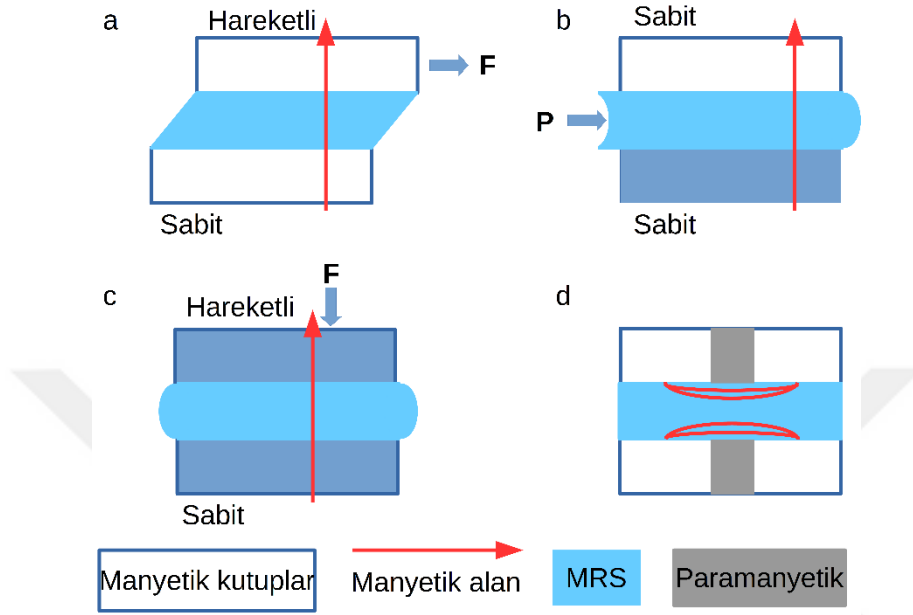 a
Hareketli
F
Sabit
b
Sabit
P
Sabit
c
F
Hareketli
Sabit
d
Manyetik kutuplar
Manyetik alan
MRS
Paramanyetik